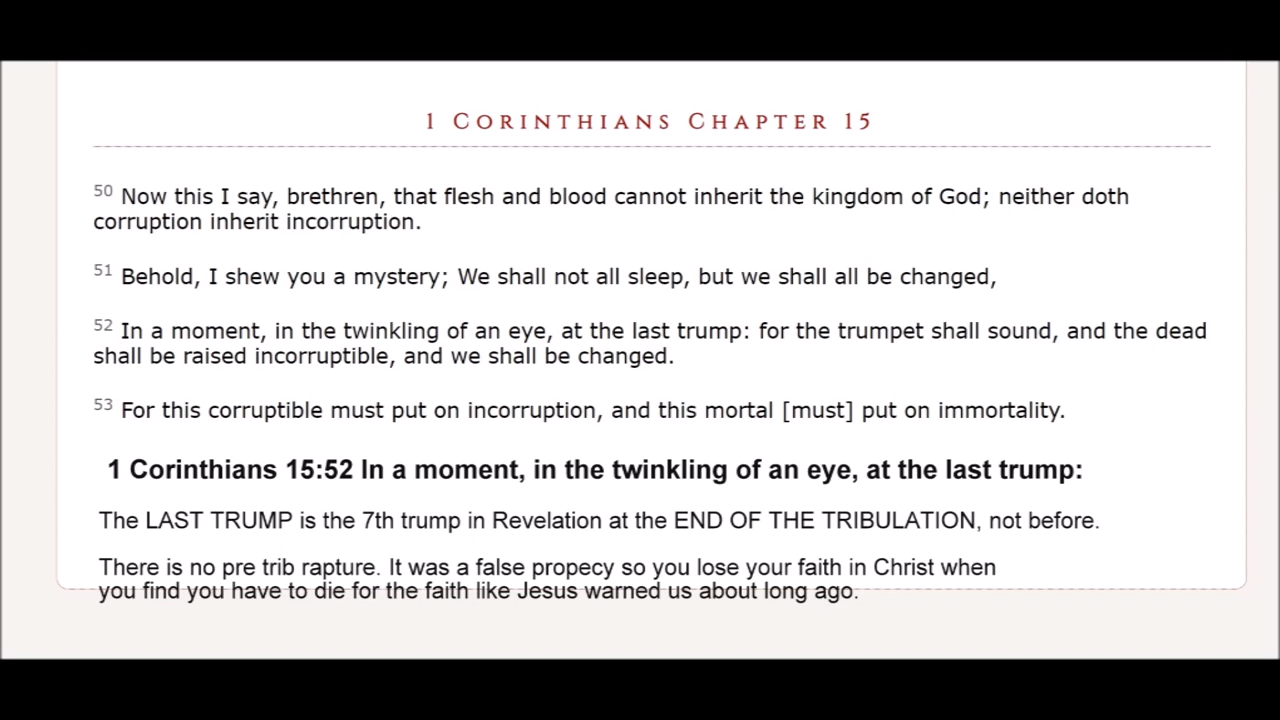 1 Corinthians Chapter 15
50 Now this I say, brethren, that flesh and blood cannot inherit the kingdom of God; neither doth
corruption inherit incorruption.
51 Behold, I shew you a mystery; We shall not all sleep, but we shall all be changed,
52 In a moment, in the twinkling of an eye, at the last trump: for the trumpet shall sound, and the dead
shall be raised incorruptible, and we shall be changed.
53 For this corruptible must put on incorruption, and this mortal [must] put on immortality.
1 Corinthians 15:52 In a moment, in the twinkling of an eye, at the last trump:
The LAST TRUMP is the 7th trump in Revelation at the END OF THE TRIBULATION, not before.
There is no pre trib rapture. It was a false propecy so you lose your faith in Christ when
you find you have to die for the faith like Jesus warned us about long ago.